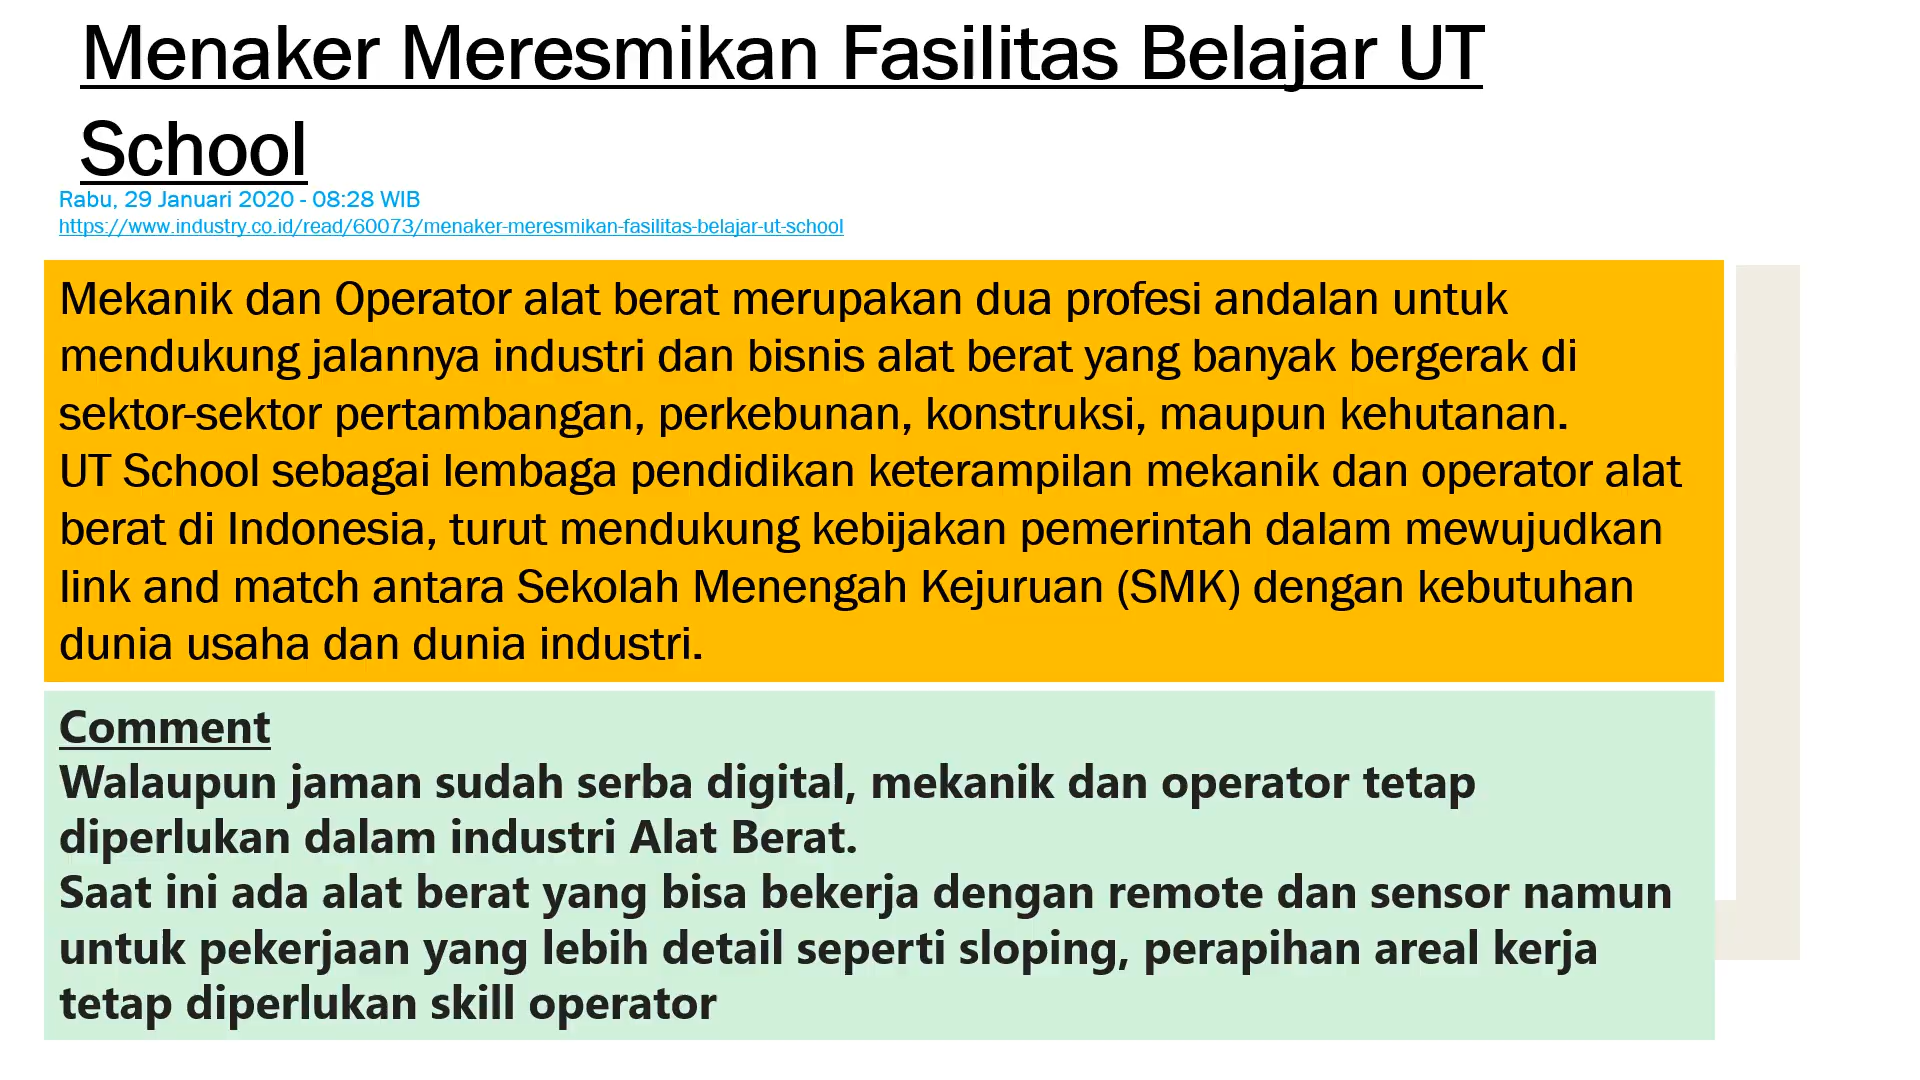 Menaker Meresmikan Fasilitas Belajar UT
School
Rabu, 29 Januari 2020 - 08:28 WIB
https://www.industry.co.id/read/60073/menaker-meresmikan-fasilitas-belajar-ut-school
Mekanik dan Operator alat berat merupakan dua profesi andalan untuk
mendukung jalannya industri dan bisnis alat berat yang banyak bergerak di
sektor-sektor pertambangan, perkebunan, konstruksi, maupun kehutanan.
UT School sebagai lembaga pendidikan keterampilan mekanik dan operator alat
berat di Indonesia, turut mendukung kebijakan pemerintah dalam mewujudkan
link and match antara Sekolah Menengah Kejuruan (SMK) dengan kebutuhan
dunia usaha dan dunia industri.
Comment
Walaupun jaman sudah serba digital, mekanik dan operator tetap
diperlukan dalam industri Alat Berat.
Saat ini ada alat berat yang bisa bekerja dengan remote dan sensor namun
untuk pekerjaan yang lebih detail seperti sloping, perapihan areal kerja
tetap diperlukan skill operator